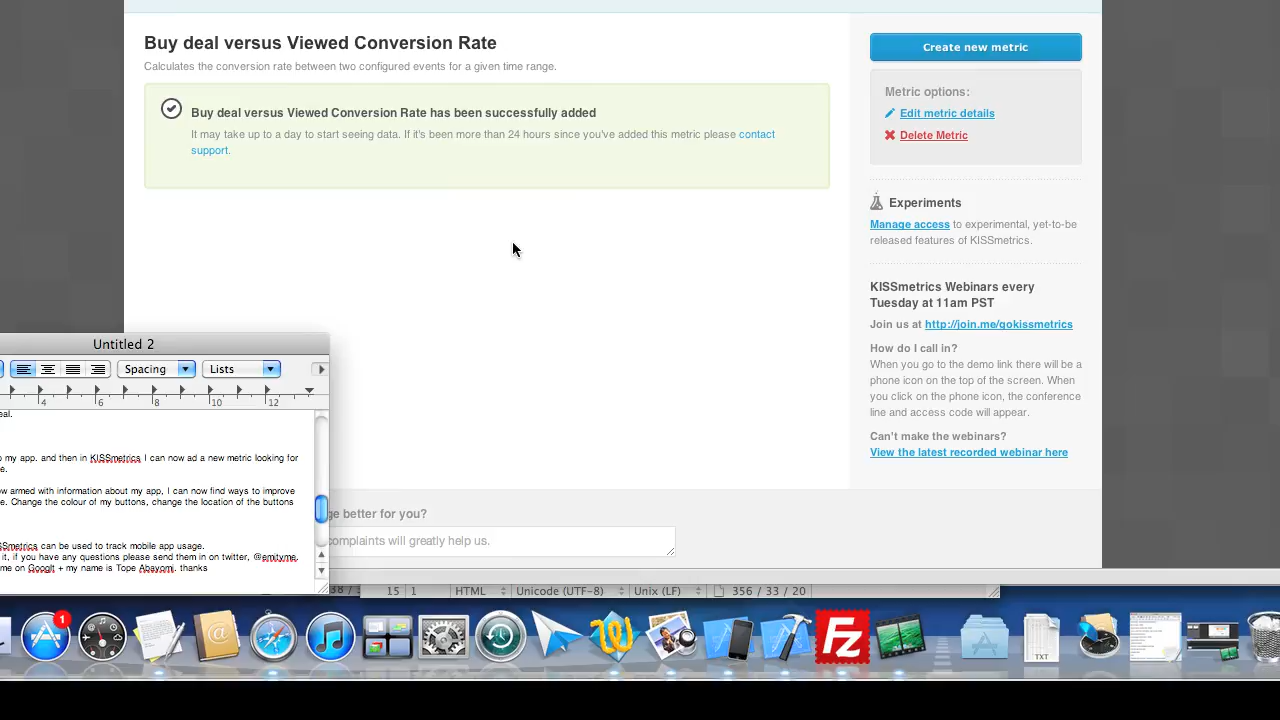 Buy deal versus Viewed Conversion Rate
Calculates the conversion rate between two configured events for a given time range.
Buy deal versus Viewed Conversion Rate has been successfully added
It may take up to a day to start seeing data. If it's been more than 24 hours since you've added this metric please contact
support.
Create new metric
Metric options:
Edit metric details
Delete Metric
Experiments
Manage access to experimental, yet-to-be
released features of KISSmetrics.
KISSmetrics Webinars every
Tuesday at 11am PST
Join us at http://join.me/gokissmetrics
How do I call in?
When you go to the demo link there will be a
phone icon on the top of the screen. When
you click on the phone icon, the conference
line and access code will appear.
Can't make the webinars?
View the latest recorded webinar here
Untitled 2
Spacing
Lists
4 6 8 10 12
eal.
my app. and then in KISSmetrics I can now ad a new metric looking for
e.
w armed with information about my app, I can now find ways to improve
e. Change the colour of my buttons, change the location of the buttons
SSmetrics can be used to track mobile app usage.
it, if you have any questions please send them in on twitter, @emityme.
me on Googlt + my name is Tope Abayomi. thanks
ge better for you?
complaints will greatly help us.
15 1 HTML Unicode (UTF-8) Unix (LF) 356 / 33 / 20
1
Fz
TXT